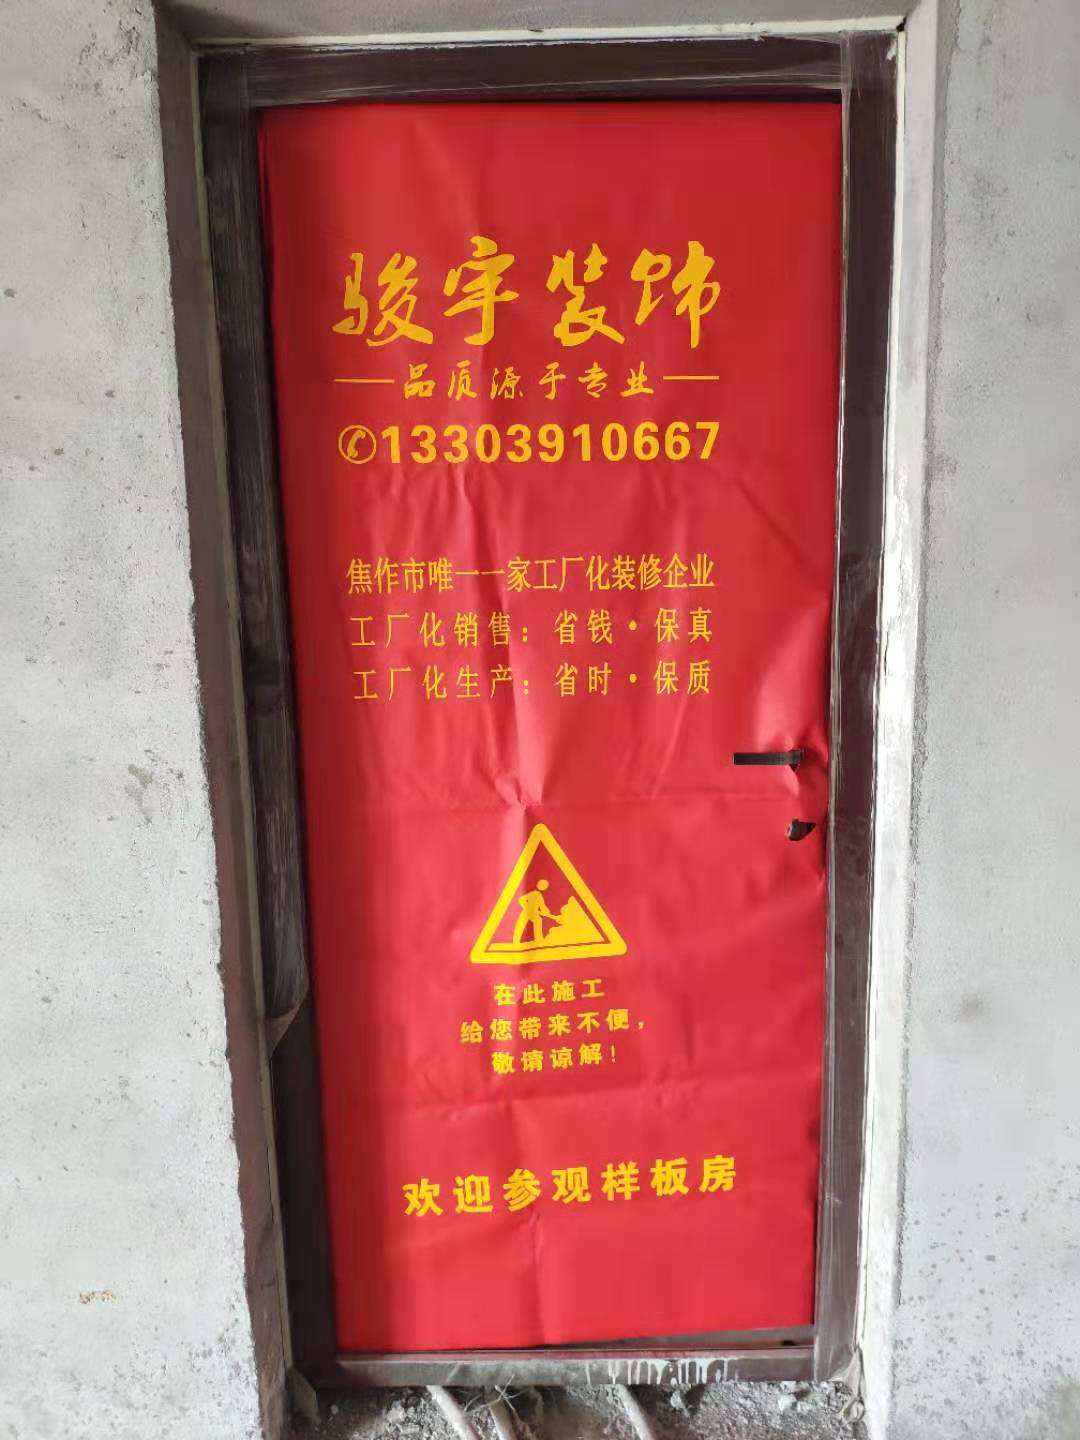 骏宇装饰
品质源于专业
13303910667
焦作市唯一一家工厂化装修企业
工厂化销售：省钱·保真
工厂化生产：省时·保质
在此施工
给您带来不便，
敬请谅解！
欢迎参观样板房